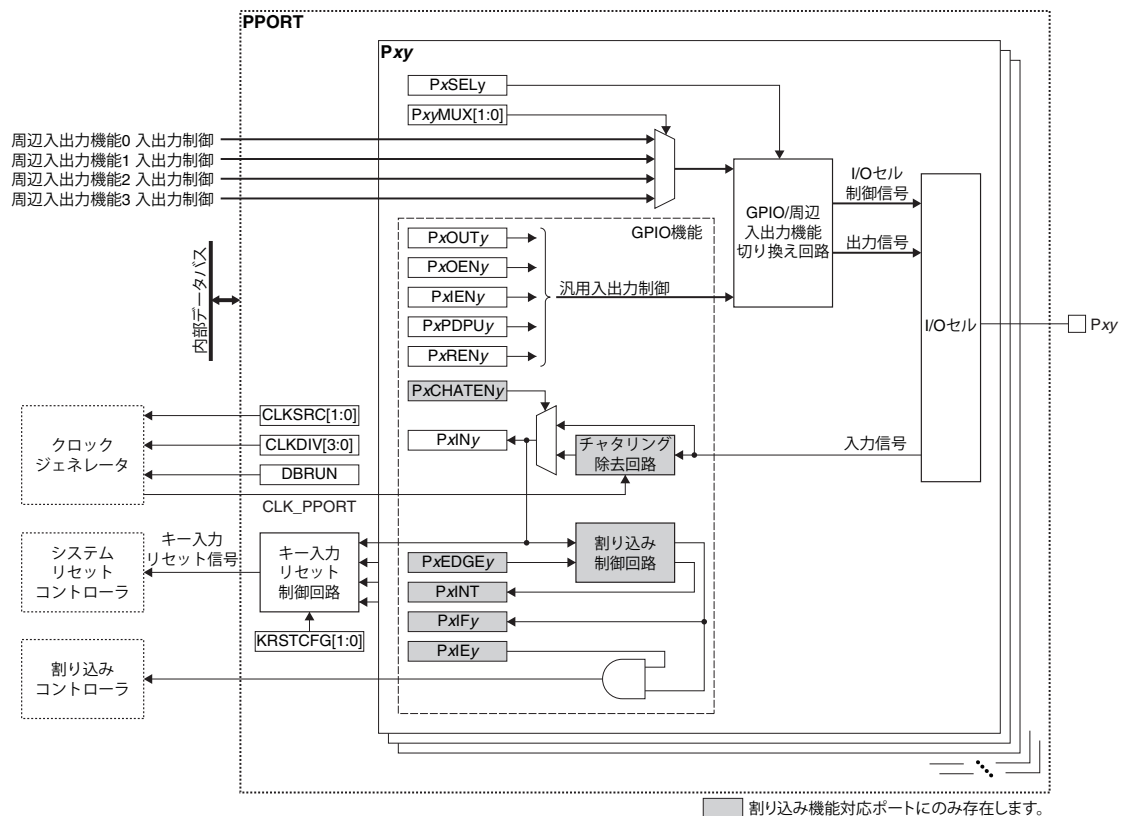 PPORT
Pxy
PxSELy
PxyMUX[1:0]
周辺入出力機能0 入出力制御
周辺入出力機能1 入出力制御
周辺入出力機能2 入出力制御
周辺入出力機能3 入出力制御
GPIO/周辺
入出力機能
切り換え回路
I/Oセル
制御信号
出力信号
I/Oセル
Pxy
内部データバス
GPIO機能
PxOUTy
PxOENy
PxIENy
PxPDPUy
PxRENy
汎用入出力制御
PxCHATENy
PxINy
チャタリング
除去回路
入力信号
クロック
ジェネレータ
CLKSRC[1:0]
CLKDIV[3:0]
DBRUN
CLK_PPORT
システム
リセット
コントローラ
キー入力
リセット信号
キー入力
リセット
制御回路
KRSTCFG[1:0]
割り込み
制御回路
PxEDGEy
PxINT
PxIFy
PxIEy
割り込み
コントローラ
割り込み機能対応ポートにのみ存在します。